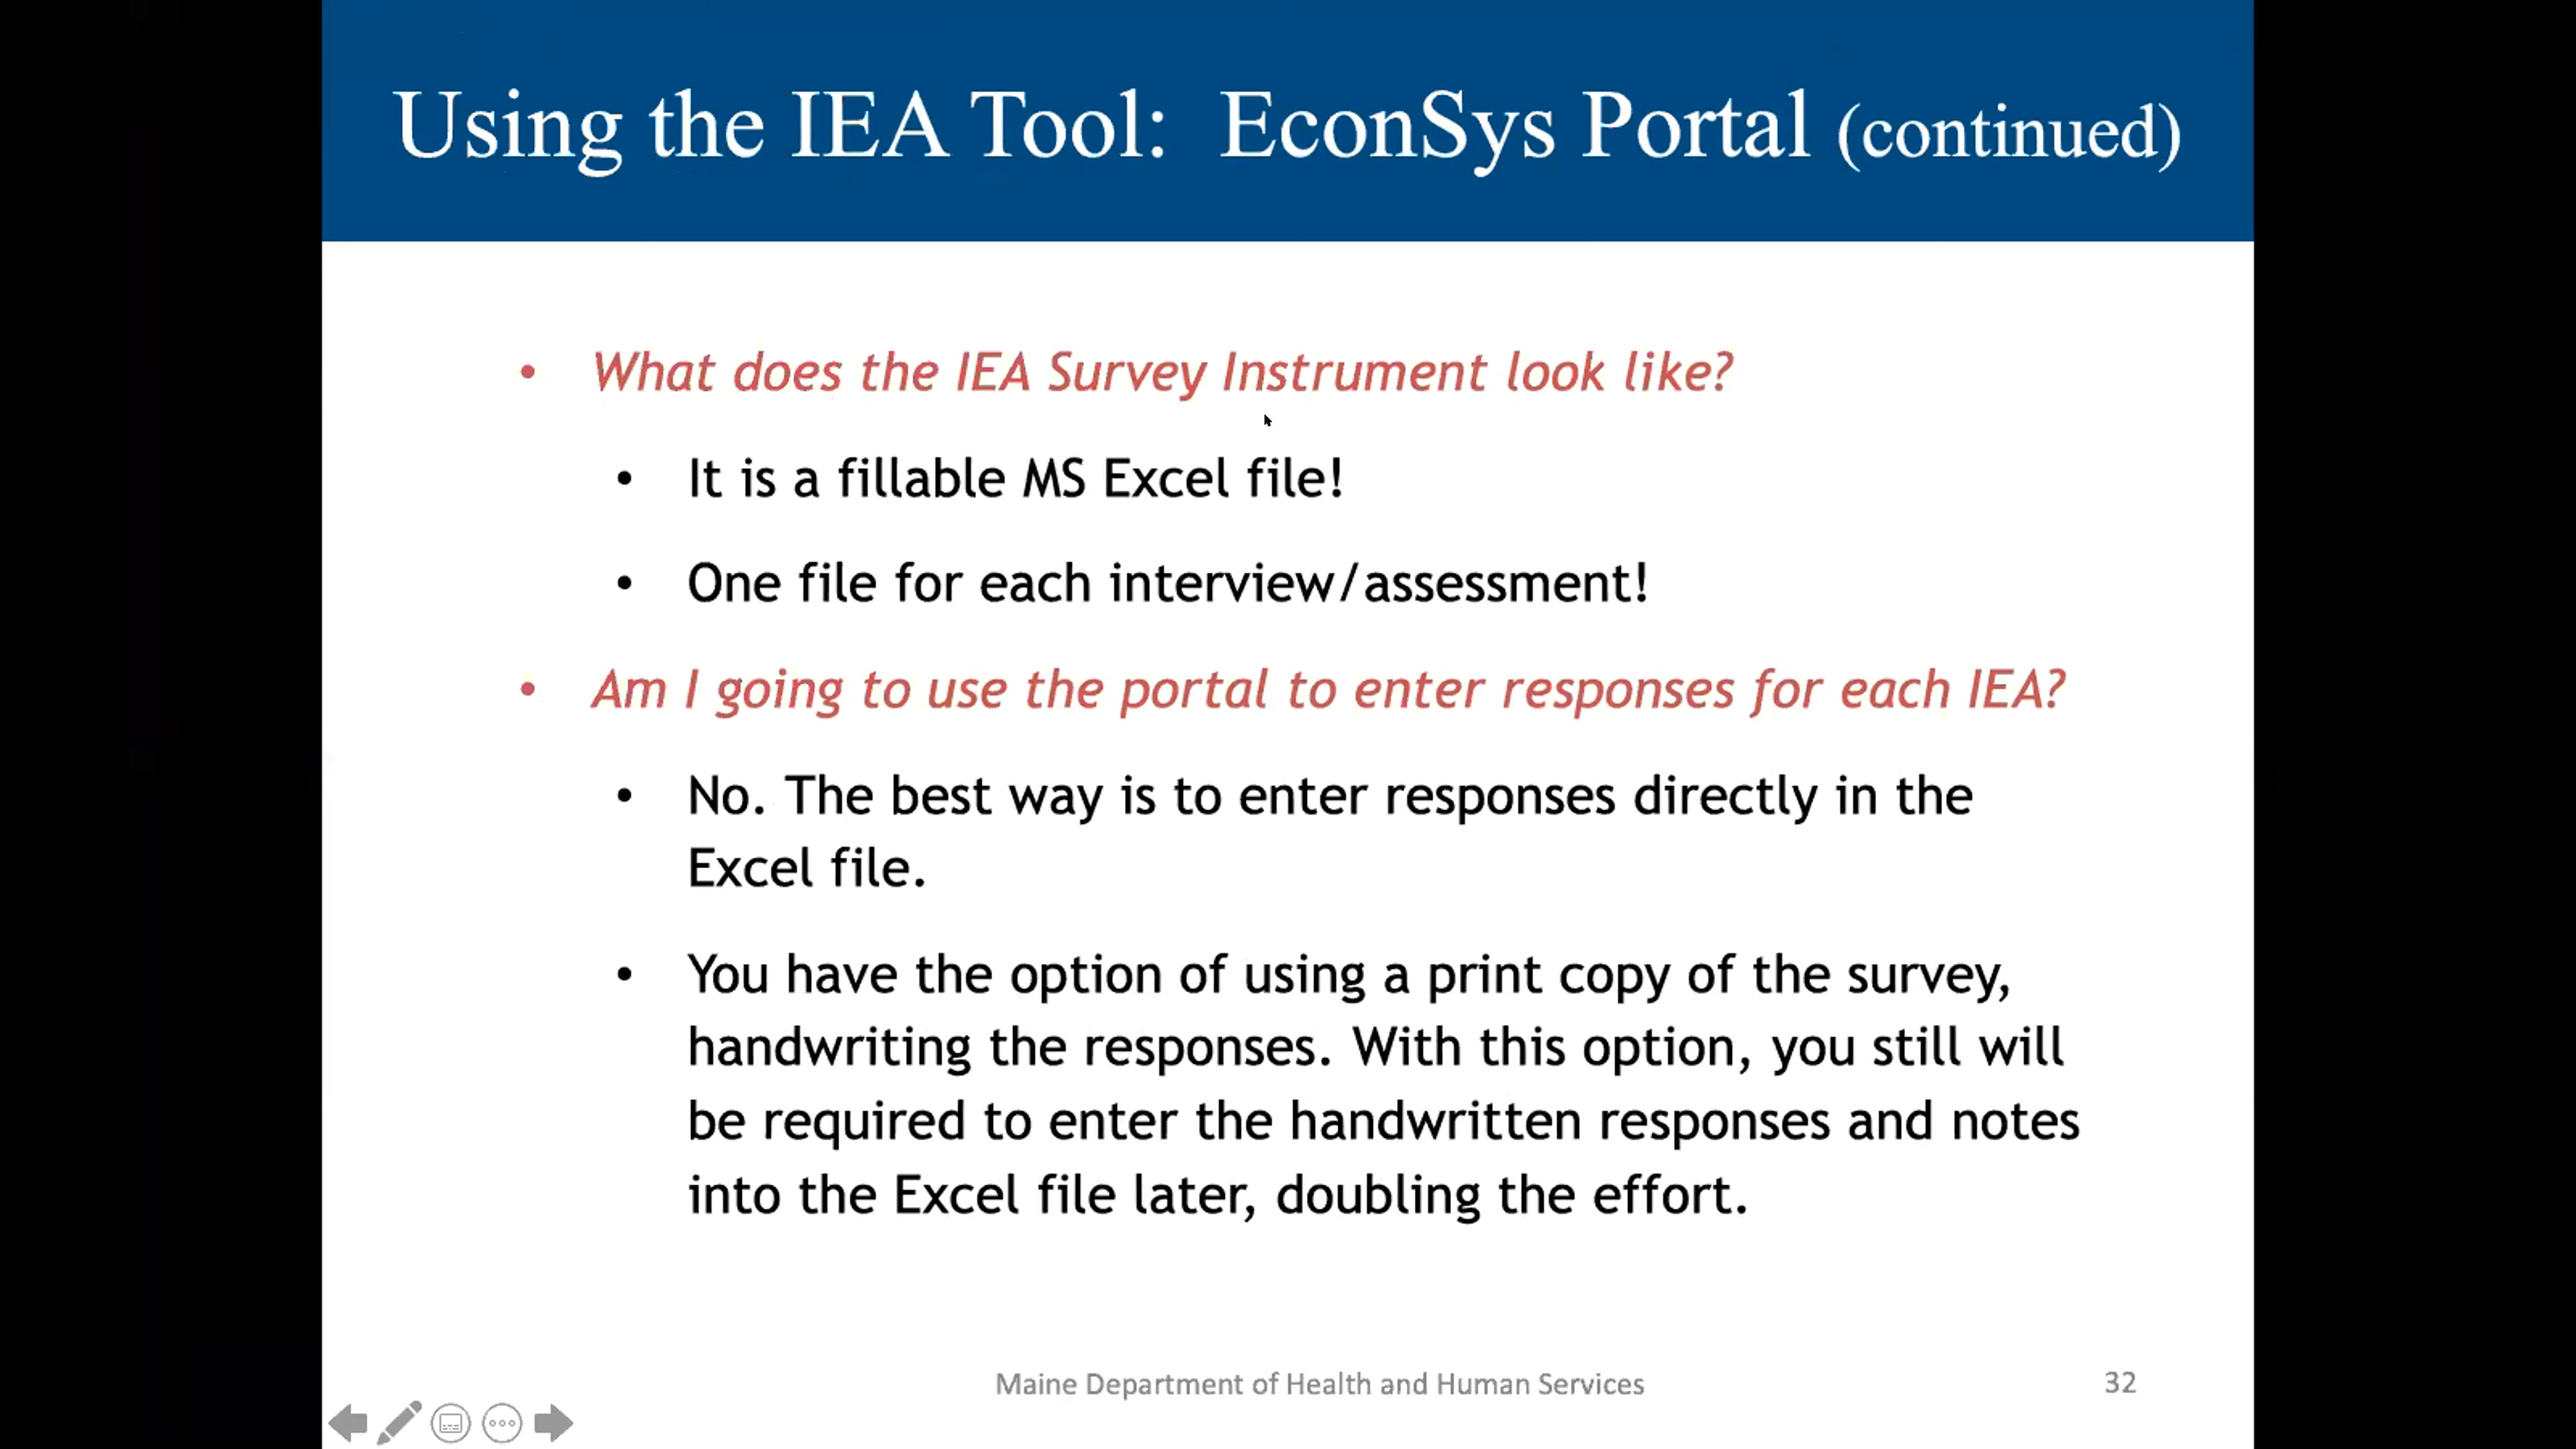 Using the IEA Tool:  EconSys Portal (continued)
• What does the IEA Survey Instrument look like?
• It is a fillable MS Excel file!
• One file for each interview/assessment!
• Am I going to use the portal to enter responses for each IEA?
• No. The best way is to enter responses directly in the
Excel file.
• You have the option of using a print copy of the survey,
handwriting the responses. With this option, you still will
be required to enter the handwritten responses and notes
into the Excel file later, doubling the effort.
Maine Department of Health and Human Services
32